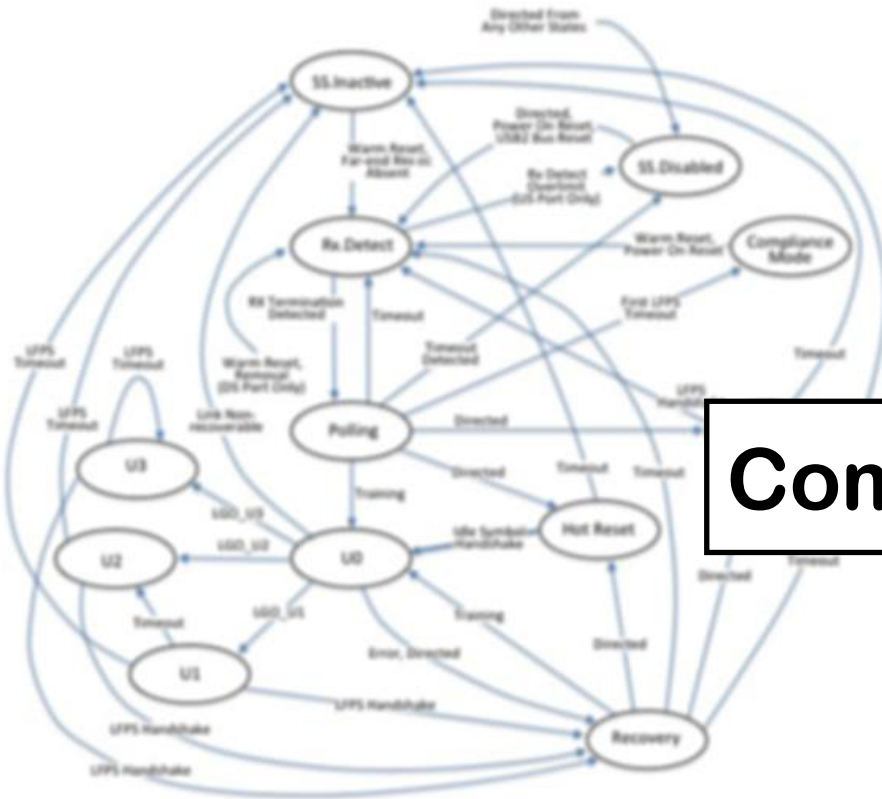 Directed From
Any Other States
SS.Inactive
Directed,
Power On Reset,
USB2 Bus Reset
SS.Disabled
Warm Reset,
Far-end
Absent
Rx Detect
Overlimit
(US Port Only)
Rx.Detect
Warm Reset,
Power On Reset
Compliance
Mode
RX Termination
Detected
Timeout
First LFPS
Timeout
LFPS
Timeout
LFPS
Timeout
Warm Reset,
Removal
(DS Port Only)
Timeout
Detected
Timeout
LFPS
LFPS
Timeout
Link Non-
recoverable
Polling
Directed
Con
U3
Directed
Timeout
Timeout
Training
LGO_U3
Hot Reset
U2
LGO_U2
U0
Idle Symbol
Handshake
Timeout
Directed
Timeout
LGO_U1
Training
Error, Directed
Directed
U1
LFPS Handshake
LFPS Handshake
Recovery
LFPS Handshake